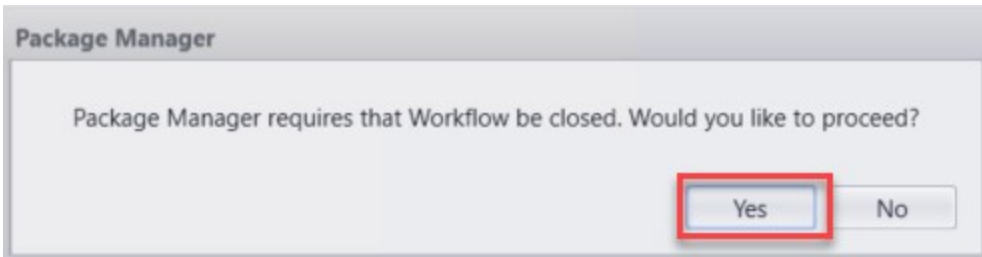 Package Manager
Package Manager requires that Workflow be closed. Would you like to proceed?
Yes No